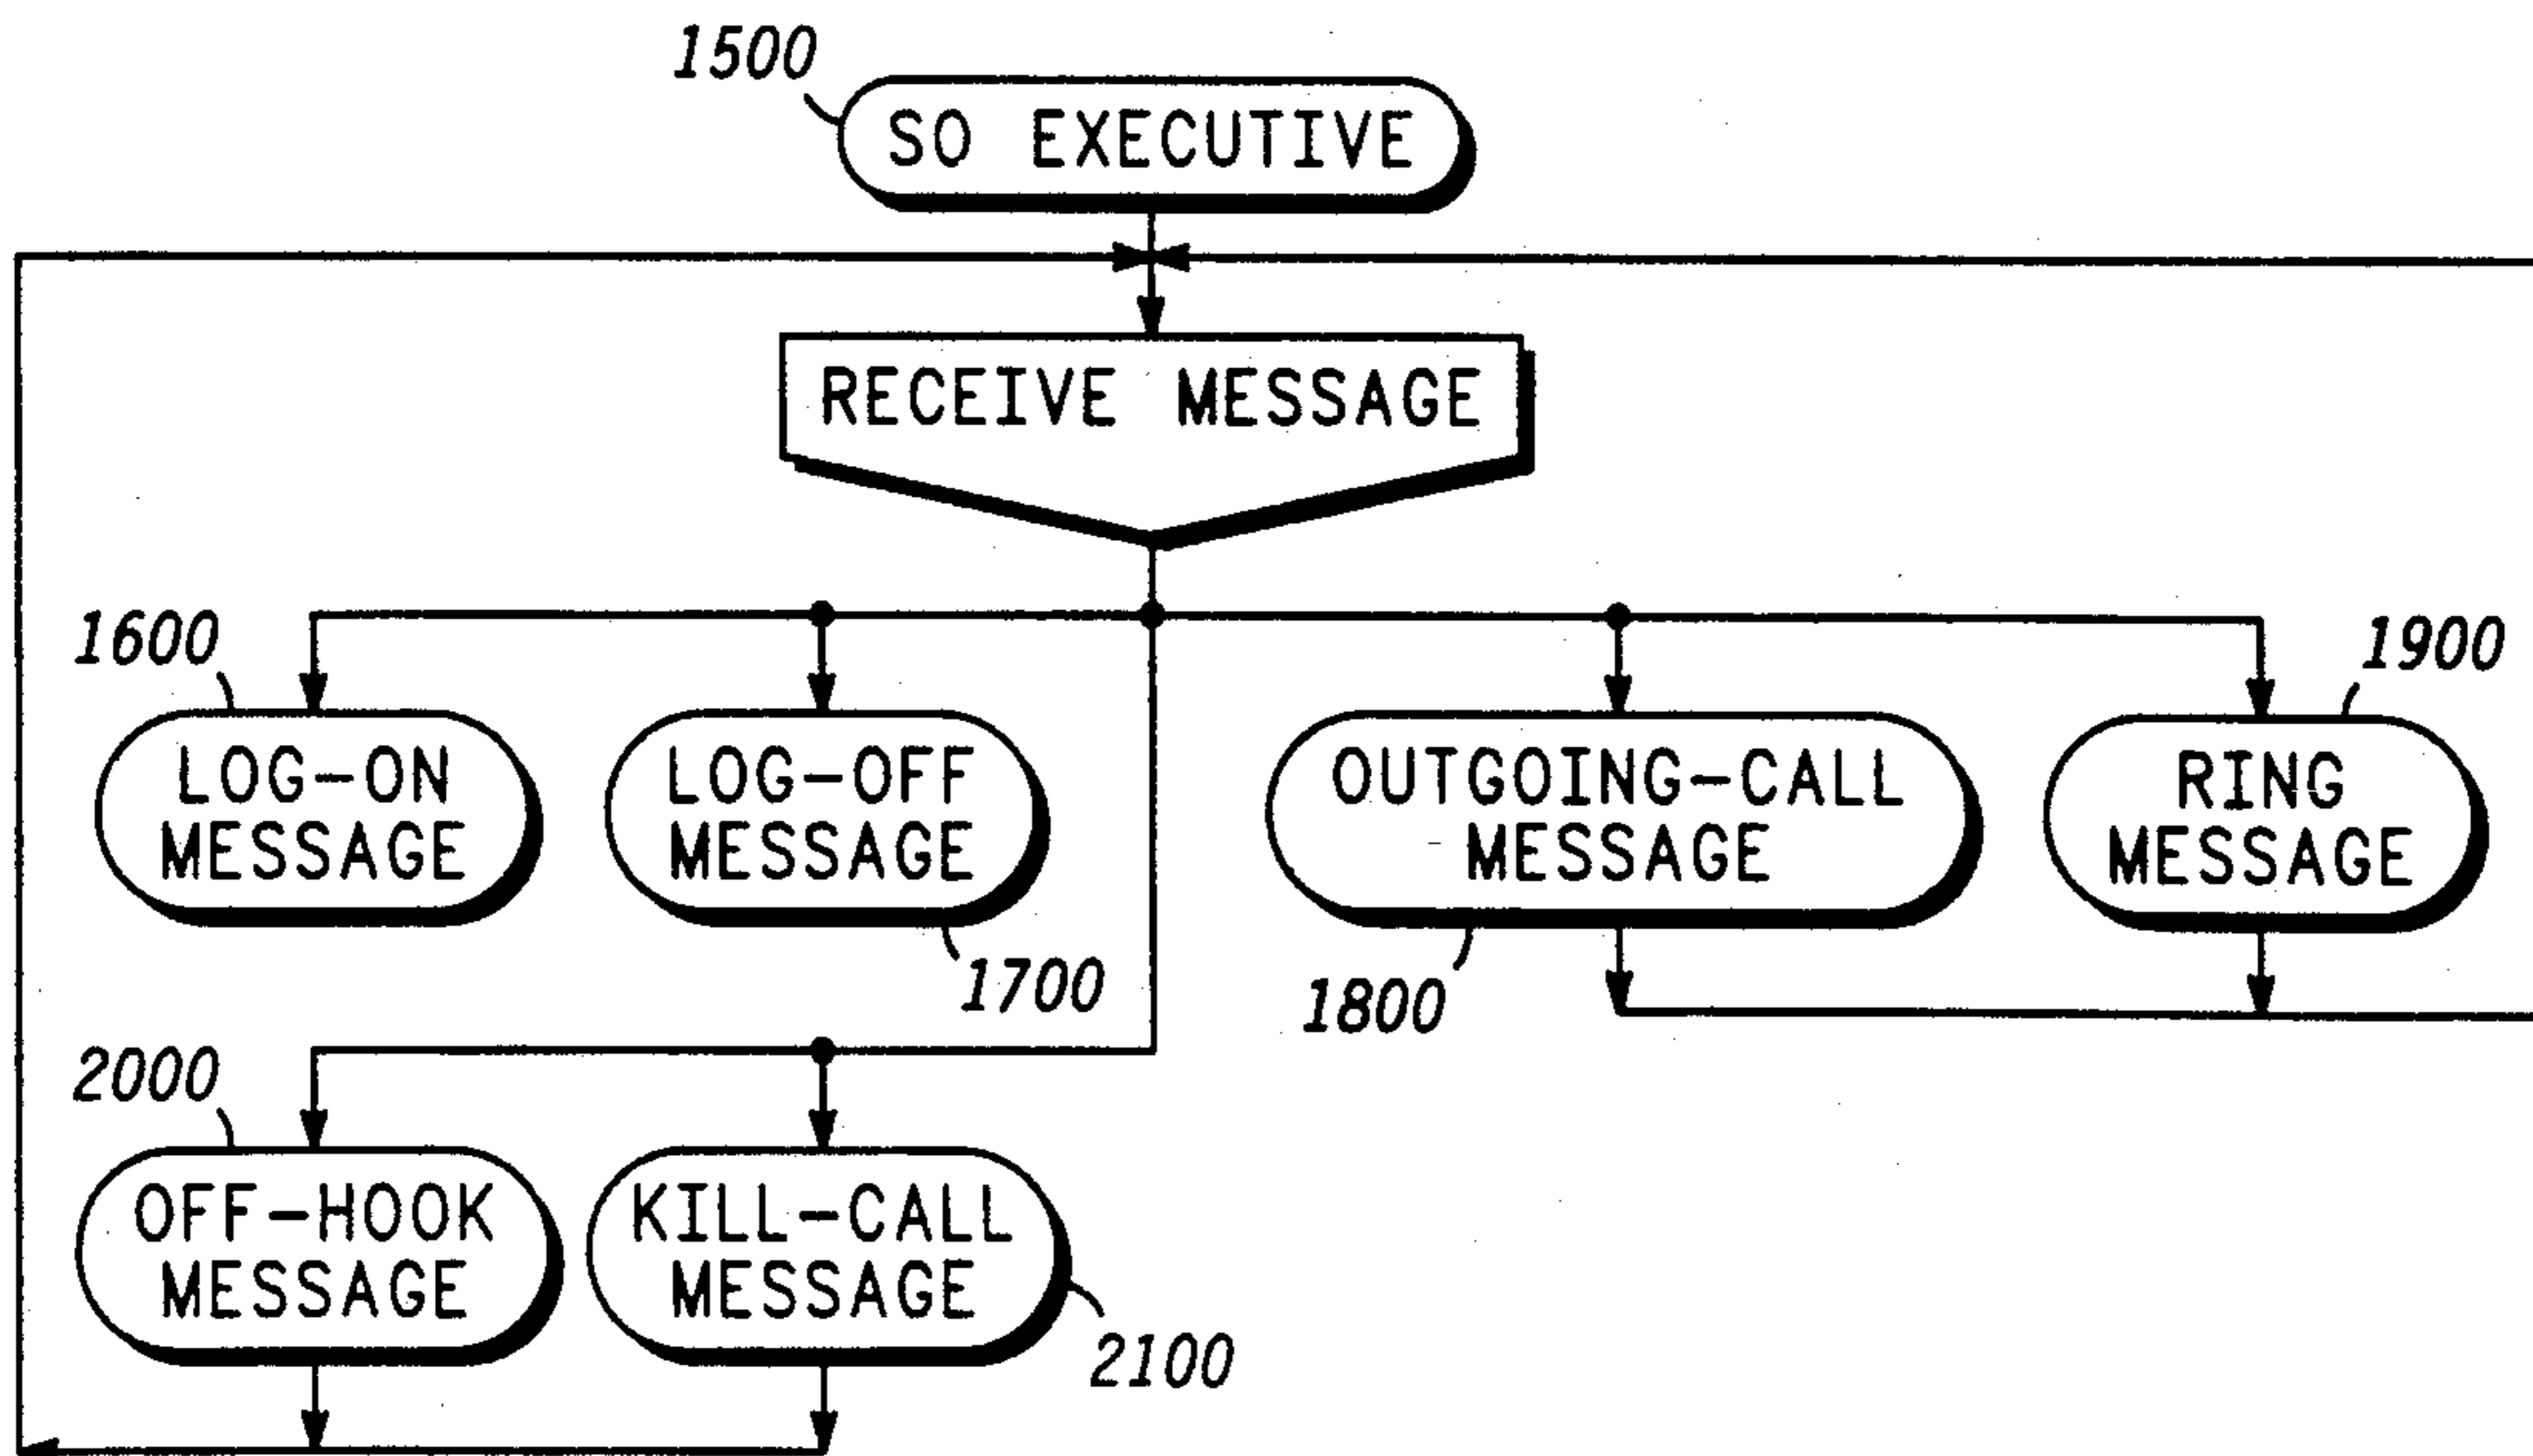 1500
SO EXECUTIVE
RECEIVE MESSAGE
1600
1900
LOG-ON
MESSAGE
LOG-OFF
MESSAGE
OUTGOING-CALL
MESSAGE
RING
MESSAGE
1700
1800
2000
OFF-HOOK
MESSAGE
KILL-CALL
MESSAGE
2100